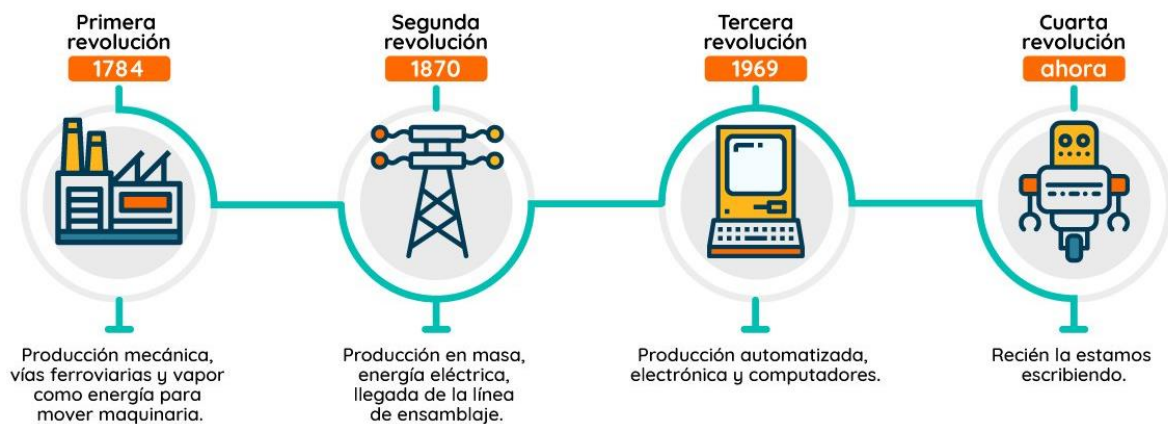 Primera
revolución
1784
Producción mecánica,
vías ferroviarias y vapor
como energía para
mover maquinaria.
Segunda
revolución
1870
Producción en masa,
energía eléctrica,
llegada de la línea
de ensamblaje.
Tercera
revolución
1969
Producción automatizada,
electrónica y computadores.
Cuarta
revolución
ahora
Recién la estamos
escribiendo.